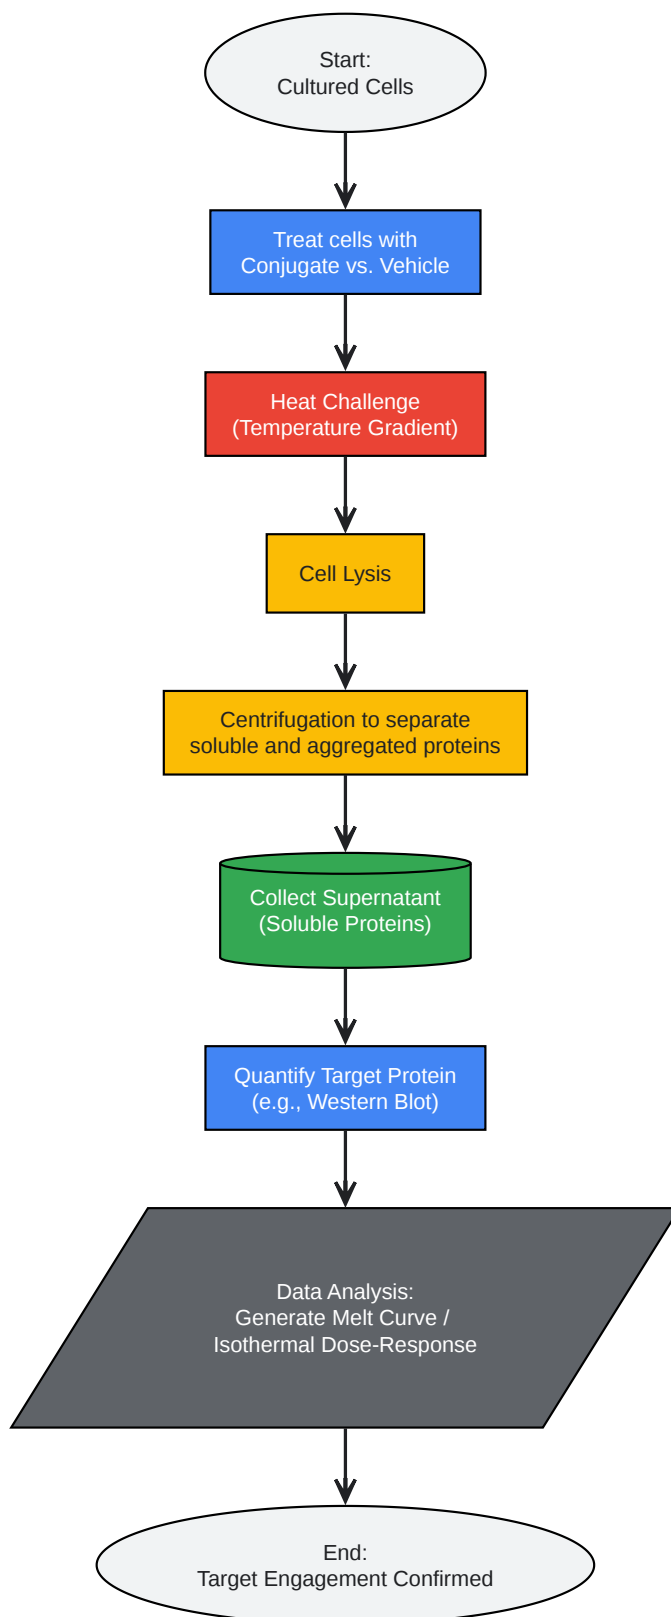 Start:
Cultured Cells
Treat cells with
Conjugate vs. Vehicle
Heat Challenge
(Temperature Gradient)
Cell Lysis
Centrifugation to separate
soluble and aggregated proteins
Collect Supernatant
(Soluble Proteins)
Quantify Target Protein
(e.g., Western Blot)
Data Analysis:
Generate Melt Curve /
Isothermal Dose-Response
End:
Target Engagement Confirmed